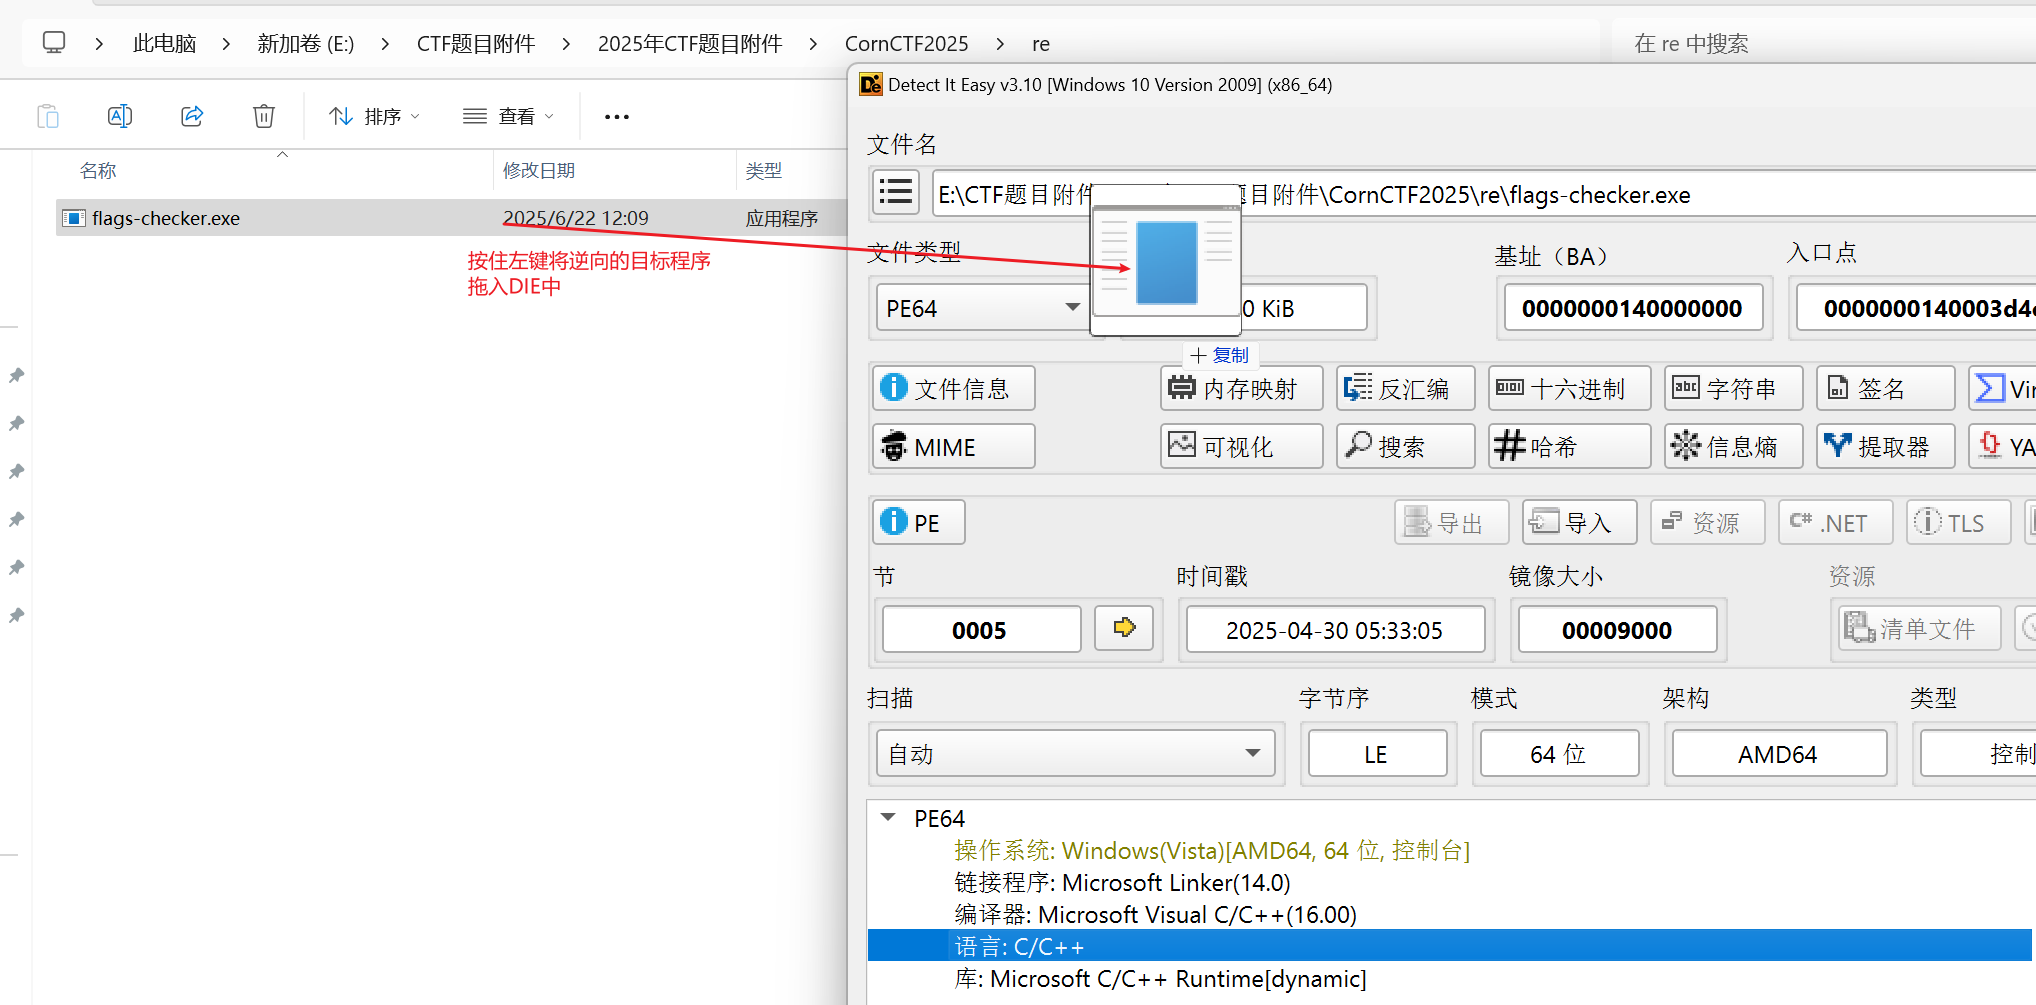 此电脑 > 新加卷 (E:) > CTF题目附件 > 2025年CTF题目附件 > CornCTF2025 > re
在 re 中搜索
排序 查看
名称 修改日期 类型
flags-checker.exe 2025/6/22 12:09 应用程序
按住左键将逆向的目标程序
拖入DIE中
Detect It Easy v3.10 [Windows 10 Version 2009] (x86_64)
文件名
E:\CTF题目附 题目附件\CornCTF2025\re\flags-checker.exe
文件类型 基址（BA） 入口点
PE64 0 KiB 0000000140000000 0000000140003d4
复制
文件信息 内存映射 反汇编 十六进制 字符串 签名 Vir
MIME 可视化 搜索 哈希 信息熵 提取器 YA
PE 导出 导入 资源 .NET TLS
节 时间戳 镜像大小 资源
0005 2025-04-30 05:33:05 00009000 清单文件
扫描 字节序 模式 架构 类型
自动 LE 64 位 AMD64 控制
PE64
操作系统: Windows(Vista)[AMD64, 64 位, 控制台]
链接程序: Microsoft Linker(14.0)
编译器: Microsoft Visual C/C++(16.00)
语言: C/C++
库: Microsoft C/C++ Runtime[dynamic]